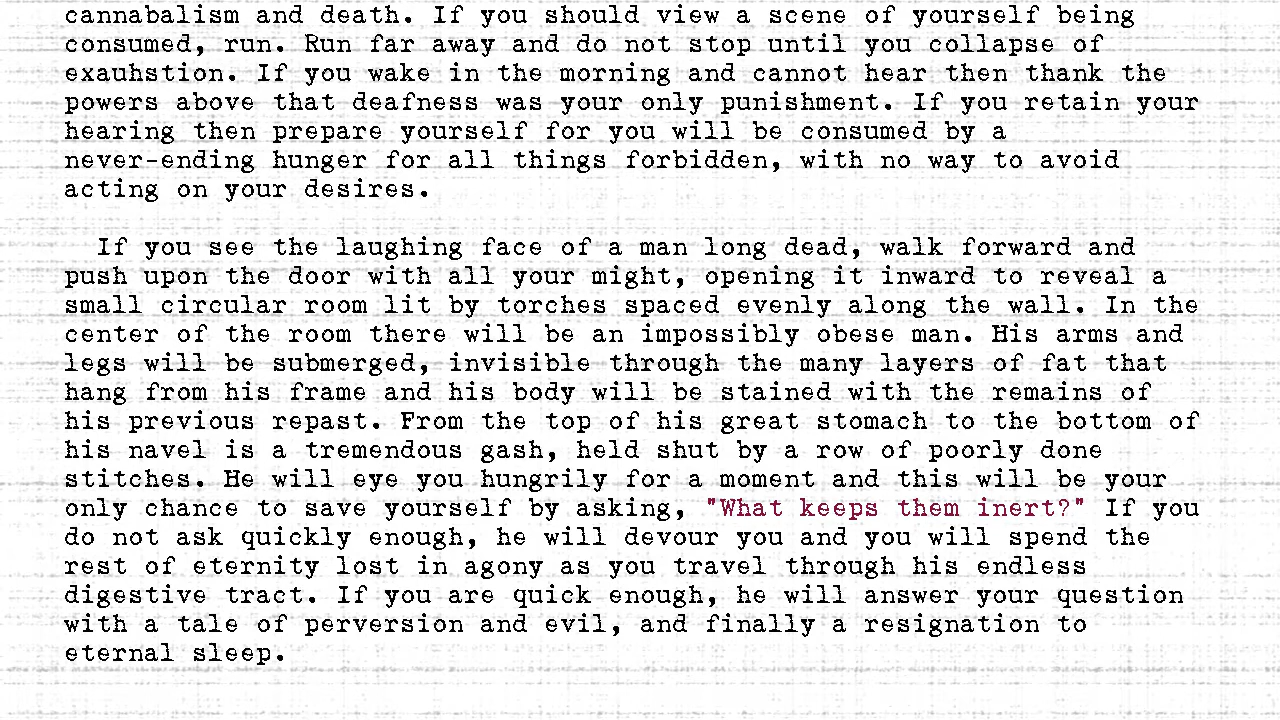 cannabalism and death. If you should view a scene of yourself being
consumed, run. Run far away and do not stop until you collapse of
exauhstion. If you wake in the morning and cannot hear then thank the
powers above that deafness was your only punishment. If you retain your
hearing then prepare yourself for you will be consumed by a
never-ending hunger for all things forbidden, with no way to avoid
acting on your desires.
If you see the laughing face of a man long dead, walk forward and
push upon the door with all your might, opening it inward to reveal a
small circular room lit by torches spaced evenly along the wall. In the
center of the room there will be an impossibly obese man. His arms and
legs will be submerged, invisible through the many layers of fat that
hang from his frame and his body will be stained with the remains of
his previous repast. From the top of his great stomach to the bottom of
his navel is a tremendous gash, held shut by a row of poorly done
stitches. He will eye you hungrily for a moment and this will be your
only chance to save yourself by asking, "What keeps them inert?" If you
do not ask quickly enough, he will devour you and you will spend the
rest of eternity lost in agony as you travel through his endless
digestive tract. If you are quick enough, he will answer your question
with a tale of perversion and evil, and finally a resignation to
eternal sleep.